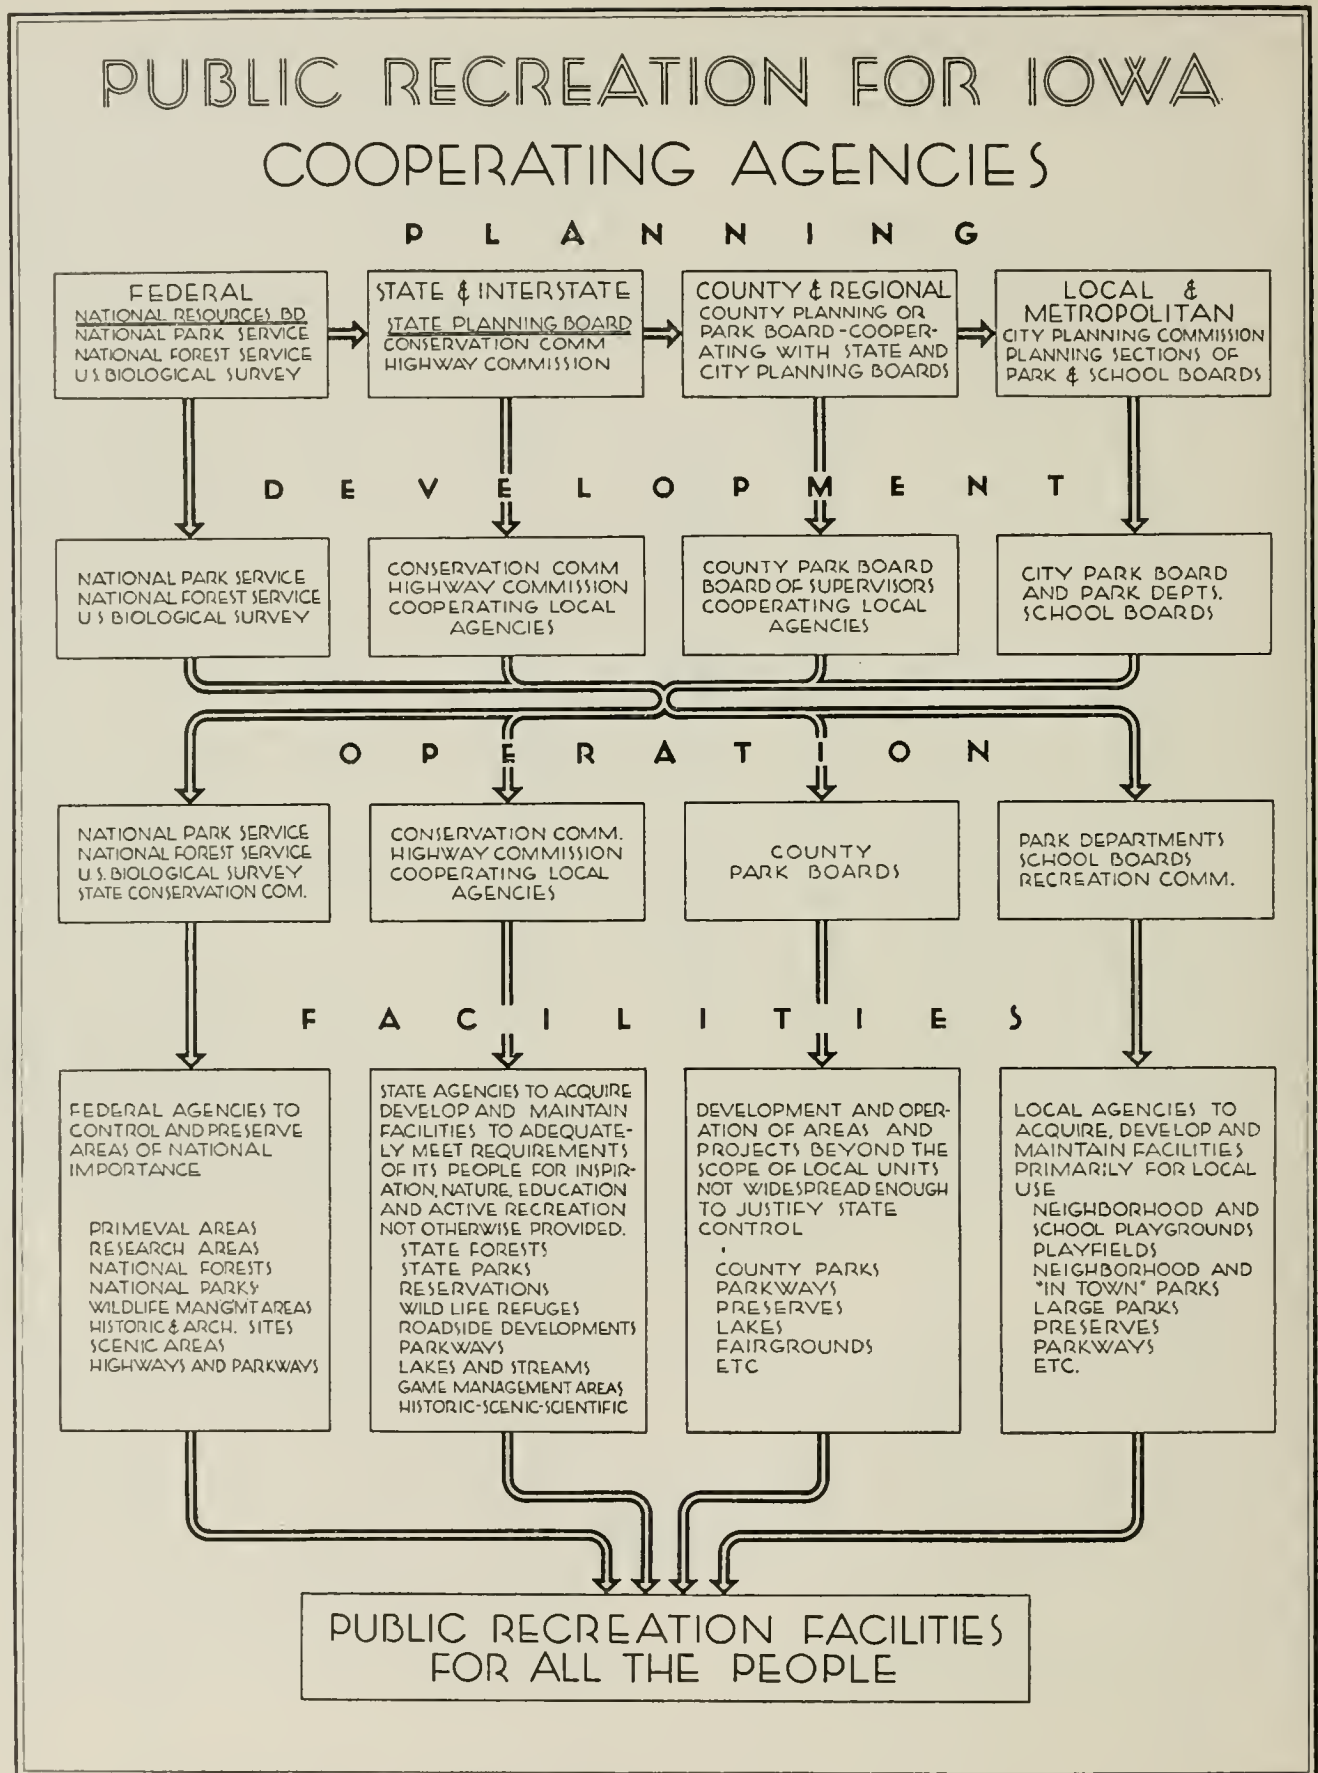 PUBLIC RECREATION FOR IOWA
COOPERATING AGENCIES
PLANNING
FEDERAL
NATIONAL RESOURCES BD
NATIONAL PARK SERVICE
NATIONAL FOREST SERVICE
U.S. BIOLOGICAL SURVEY
STATE & INTERSTATE
STATE PLANNING BOARD
CONSERVATION COMM
HIGHWAY COMMISSION
COUNTY & REGIONAL
COUNTY PLANNING OR
PARK BOARD-COOPER-
ATING WITH STATE AND
CITY PLANNING BOARDS
LOCAL &
METROPOLITAN
CITY PLANNING COMMISSION
PLANNING SECTIONS OF
PARK & SCHOOL BOARDS
DEVELOPMENT
NATIONAL PARK SERVICE
NATIONAL FOREST SERVICE
U S BIOLOGICAL SURVEY
CONSERVATION COMM
HIGHWAY COMMISSION
COOPERATING LOCAL
AGENCIES
COUNTY PARK BOARD
BOARD OF SUPERVISORS
COOPERATING LOCAL
AGENCIES
CITY PARK BOARD
AND PARK DEPTS.
SCHOOL BOARDS
OPERATION
NATIONAL PARK SERVICE
NATIONAL FOREST SERVICE
U.S. BIOLOGICAL SURVEY
STATE CONSERVATION COM.
CONSERVATION COMM.
HIGHWAY COMMISSION
COOPERATING LOCAL
AGENCIES
COUNTY
PARK BOARDS
PARK DEPARTMENTS
SCHOOL BOARDS
RECREATION COMM.
FACILITIES
FEDERAL AGENCIES TO
CONTROL AND PRESERVE
AREAS OF NATIONAL
IMPORTANCE
PRIMEVAL AREAS
RESEARCH AREAS
NATIONAL FORESTS
NATIONAL PARKS
WILDLIFE MAN'GMT AREAS
HISTORIC & ARCH. SITES
SCENIC AREAS
HIGHWAYS AND PARKWAYS
STATE AGENCIES TO ACQUIRE
DEVELOP AND MAINTAIN
FACILITIES TO ADEQUATE-
LY MEET REQUIREMENTS
OF ITS PEOPLE FOR INSPIR-
ATION, NATURE, EDUCATION
AND ACTIVE RECREATION
NOT OTHERWISE PROVIDED.
STATE FORESTS
STATE PARKS
RESERVATIONS
WILD LIFE REFUGES
ROADSIDE DEVELOPMENTS
PARKWAYS
LAKES AND STREAMS
GAME MANAGEMENT AREAS
HISTORIC-SCENIC-SCIENTIFIC
DEVELOPMENT AND OPER-
ATION OF AREAS AND
PROJECTS BEYOND THE
SCOPE OF LOCAL UNITS
NOT WIDESPREAD ENOUGH
TO JUSTIFY STATE
CONTROL
COUNTY PARKS
PARKWAYS
PRESERVES
LAKES
FAIRGROUNDS
ETC
LOCAL AGENCIES TO
ACQUIRE, DEVELOP AND
MAINTAIN FACILITIES
PRIMARILY FOR LOCAL
USE
NEIGHBORHOOD AND
SCHOOL PLAYGROUNDS
PLAYFIELDS
NEIGHBORHOOD AND
"IN TOWN" PARKS
LARGE PARKS
PRESERVES
PARKWAYS
ETC.
PUBLIC RECREATION FACILITIES
FOR ALL THE PEOPLE